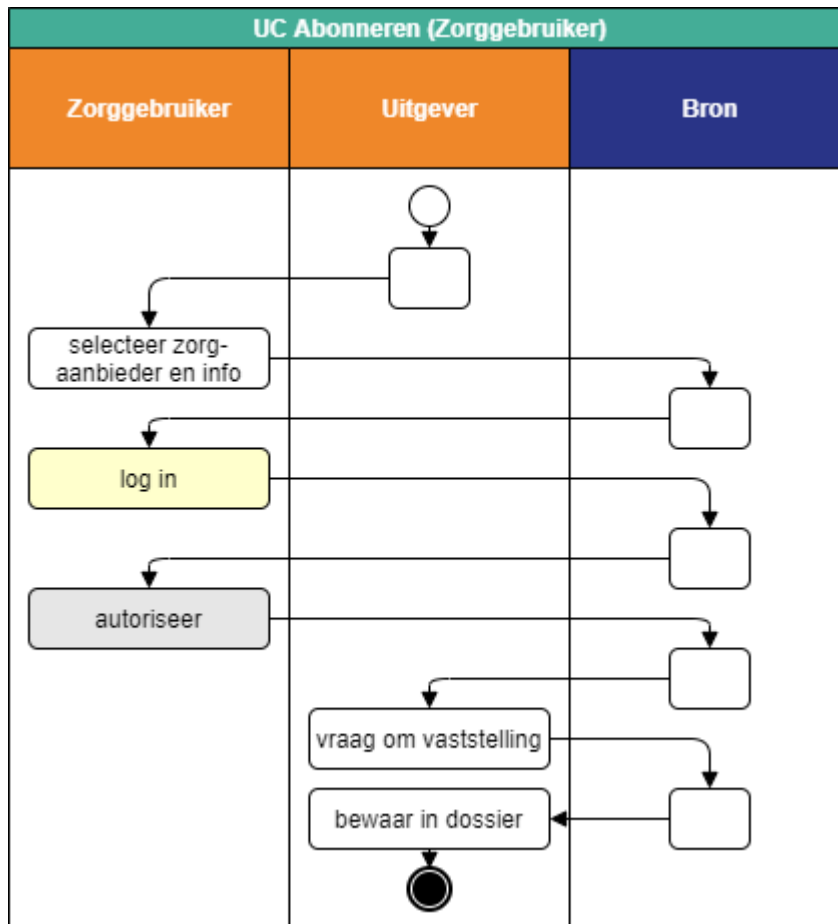 UC Abonneren (Zorggebruiker)
Zorggebruiker
Uitgever
Bron
selecteer zorg-
aanbieder en info
log in
autoriseer
vraag om vaststelling
bewaar in dossier